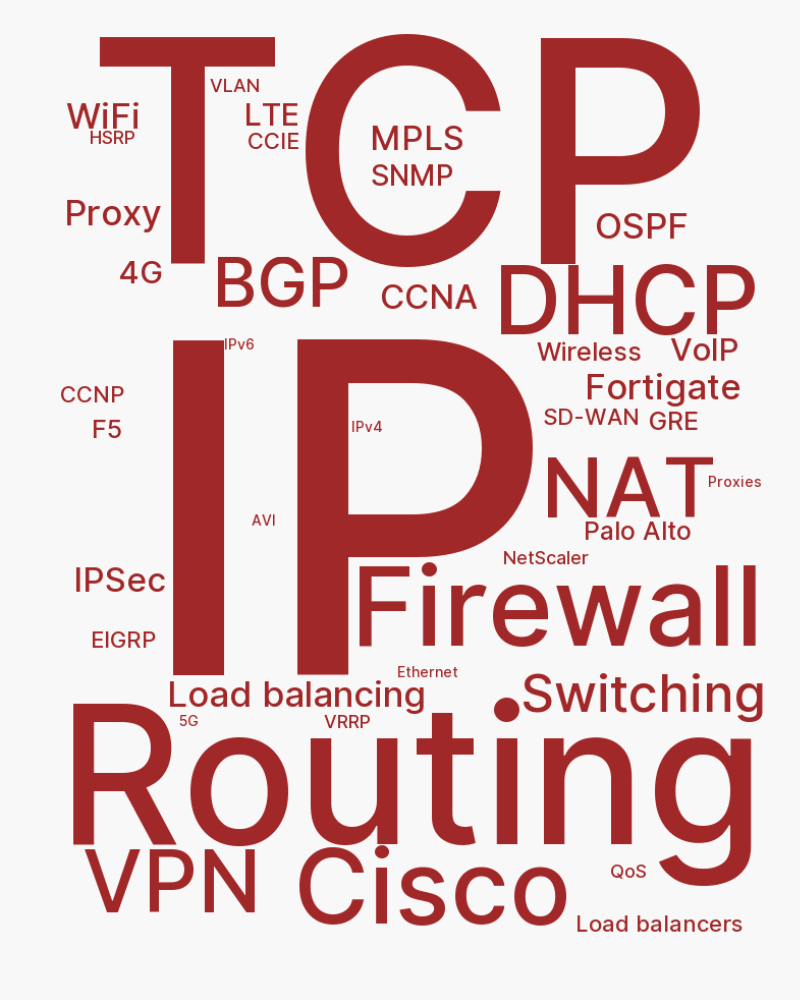 TCP
VLAN
WiFi
LTE
HSRP
CCIE
MPLS
SNMP
Proxy
OSPF
4G
BGP
CCNA
DHCP
IP
IPv6
Wireless
VoIP
Fortigate
CCNP
SD-WAN
GRE
F5
IPv4
NAT
Proxies
AVI
Palo Alto
NetScaler
IPSec
Firewall
EIGRP
Ethernet
Load balancing
Switching
5G
VRRP
Routing
VPN
Cisco
QoS
Load balancers